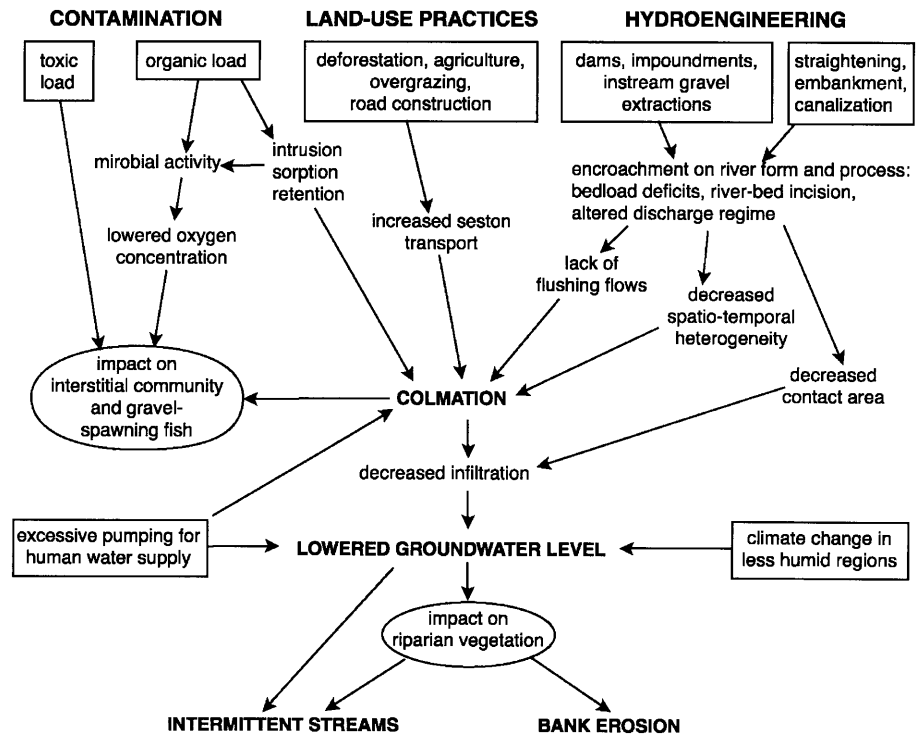 CONTAMINATION
LAND-USE PRACTICES
HYDROENGINEERING
toxic
load
organic load
deforestation, agriculture,
overgrazing,
road construction
dams, impoundments,
instream gravel
extractions
straightening,
embankment,
canalization
mirobial activity
intrusion
sorption
retention
encroachment on river form and process:
bedload deficits, river-bed incision,
altered discharge regime
lowered oxygen
concentration
increased seston
transport
lack of
flushing flows
decreased
spatio-temporal
heterogeneity
decreased
contact area
impact on
interstitial community
and gravel-
spawning fish
COLMATION
decreased infiltration
excessive pumping for
human water supply
LOWERED GROUNDWATER LEVEL
climate change in
less humid regions
impact on
riparian vegetation
INTERMITTENT STREAMS
BANK EROSION